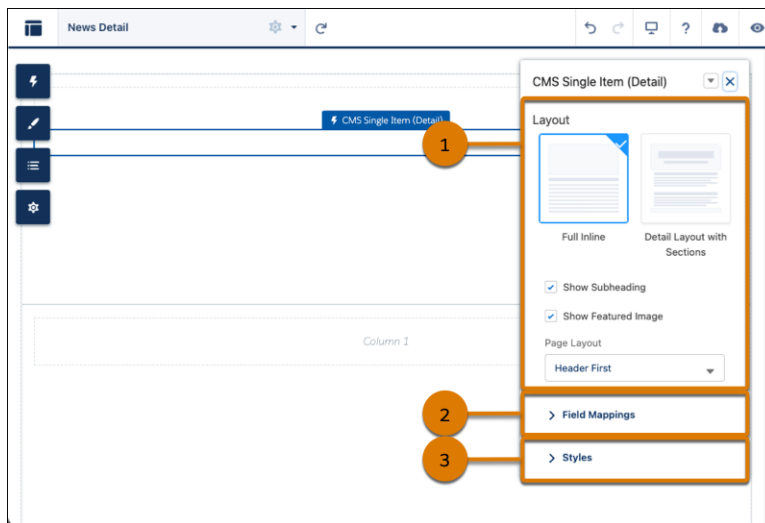 News Detail
?
CMS Single Item (Detail)
CMS Single Item (Detail)
Layout
1
Full Inline
Detail Layout with
Sections
Show Subheading
Show Featured Image
Page Layout
Column 1
Header First
2
Field Mappings
3
Styles